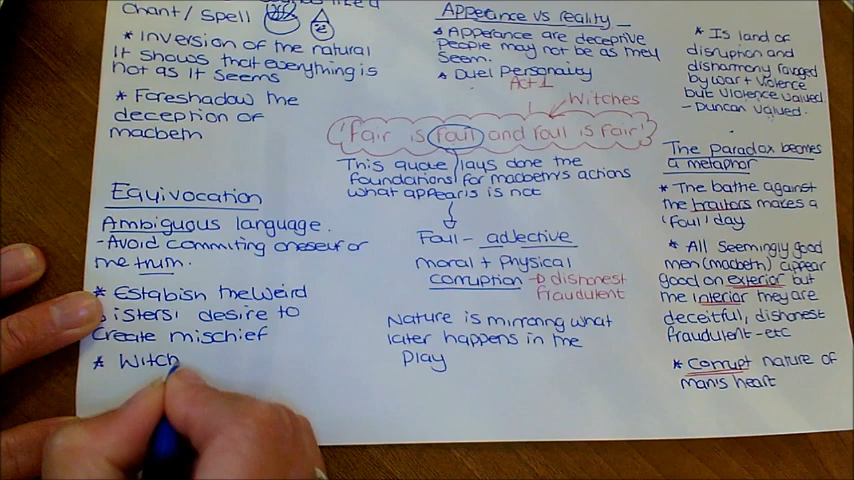 Chant / Spell
* Inversion of the natural
It shows that everything is
not as it seems
* Foreshadow the
deception of
macbeth
Equivocation
Ambiguous language.
- Avoid commiting oneself or
the truth.
* Estabish the Weird
sisters' desire to
create mischief
* Witch
Apperance vs reality
* Apperance are deceptive
People may not be as they
seem.
* Duel Personality
Act 1
Witches
'Fair is foul and foul is fair'
This quote lays done the
foundations for macbeth's actions
what appears is not
Foul - adjective
moral + physical
corruption → dishonest
fraudulent
Nature is mirroring what
later happens in the
Play
* Is land of
disruption and
disharmony ravaged
by war + violence
but violence valued
- Duncan valued.
The paradox becomes
a metaphor
* The bathe against
the traitors makes a
'foul' day
* All seemingly good
men (macbeth) appear
good on exterior but
the interior they are
deceitful, dishonest
fraudulent - etc
* Corrupt nature of
man's heart